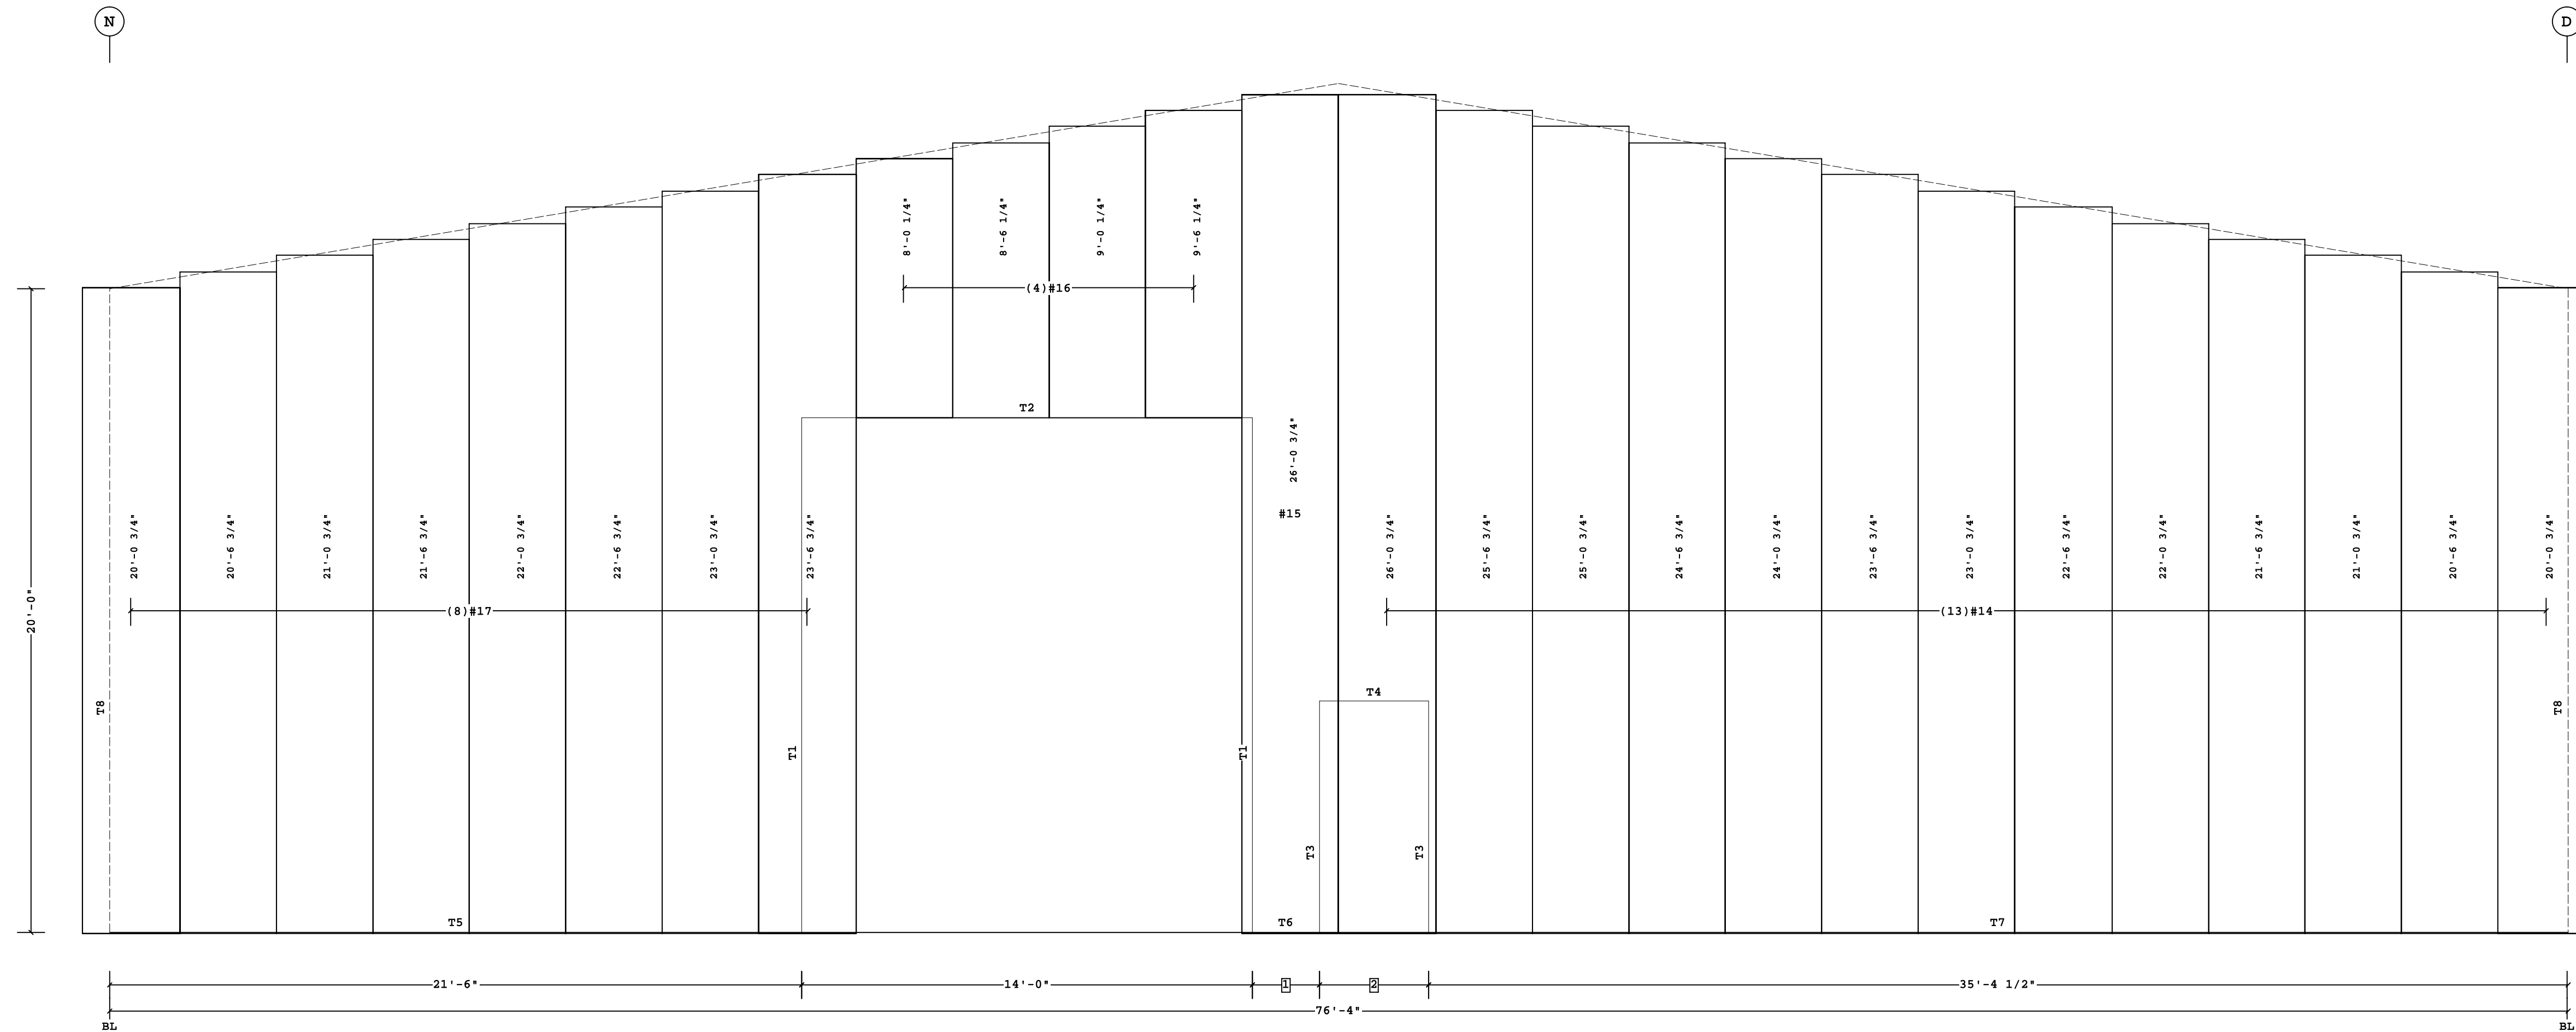 N
D
8'-0 1/4"
8'-6 1/4"
9'-0 1/4"
9'-6 1/4"
(4)#16
T2
26'-0 3/4"
#15
20'-0 3/4"
20'-6 3/4"
21'-0 3/4"
21'-6 3/4"
22'-0 3/4"
22'-6 3/4"
23'-0 3/4"
23'-6 3/4"
26'-0 3/4"
25'-6 3/4"
25'-0 3/4"
24'-6 3/4"
24'-0 3/4"
23'-6 3/4"
23'-0 3/4"
22'-6 3/4"
22'-0 3/4"
21'-6 3/4"
21'-0 3/4"
20'-6 3/4"
20'-0 3/4"
20'-0"
(8)#17
(13)#14
T8
T4
T8
T1
T1
T3
T3
T5
T6
T7
21'-6"
14'-0"
1
2
35'-4 1/2"
76'-4"
BL
BL